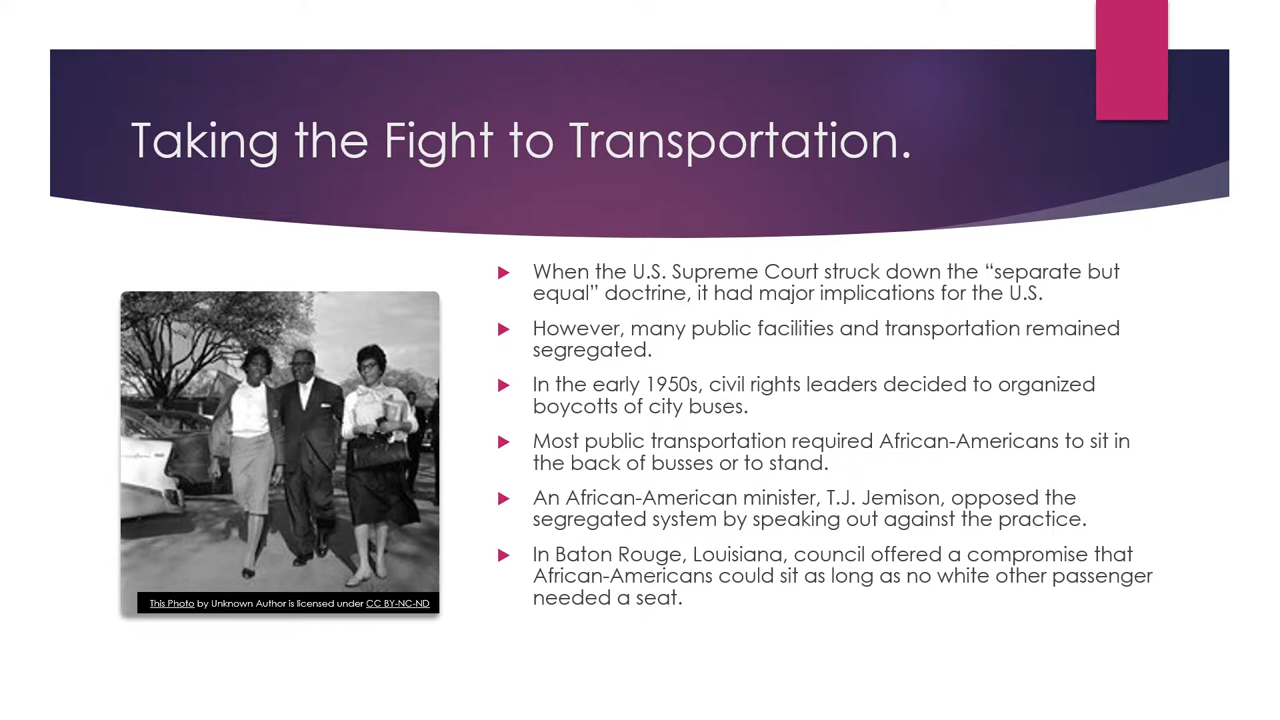 Taking the Fight to Transportation.
When the U.S. Supreme Court struck down the “separate but
equal” doctrine, it had major implications for the U.S.
However, many public facilities and transportation remained
segregated.
In the early 1950s, civil rights leaders decided to organized
boycotts of city buses.
Most public transportation required African-Americans to sit in
the back of busses or to stand.
An African-American minister, T.J. Jemison, opposed the
segregated system by speaking out against the practice.
In Baton Rouge, Louisiana, council offered a compromise that
African-Americans could sit as long as no white other passenger
needed a seat.
This Photo by Unknown Author is licensed under CC BY-NC-ND